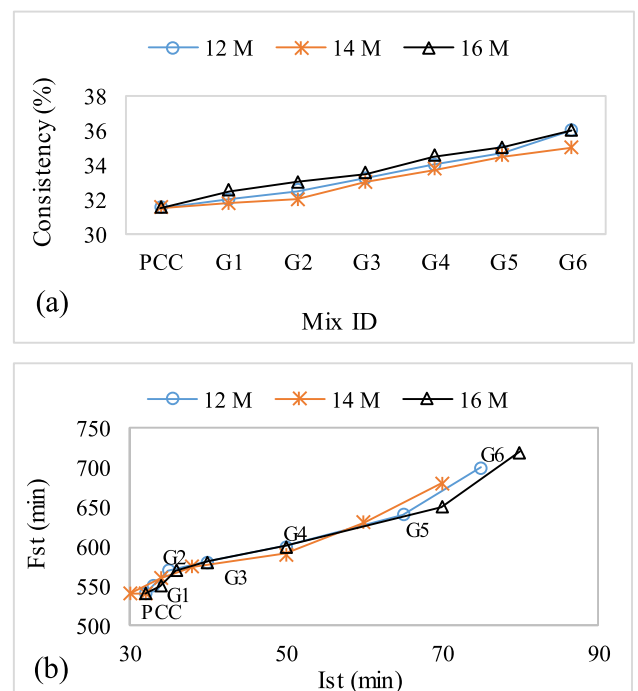 12 M 14 M 16 M
Consistency (%)
38
36
34
32
30
PCC G1 G2 G3 G4 G5 G6
(a)
Mix ID
12 M 14 M 16 M
Fst (min)
750
700
650
600
550
500
G6
G5
G4
G2
G3
G1
PCC
30 50 70 90
(b)
Ist (min)